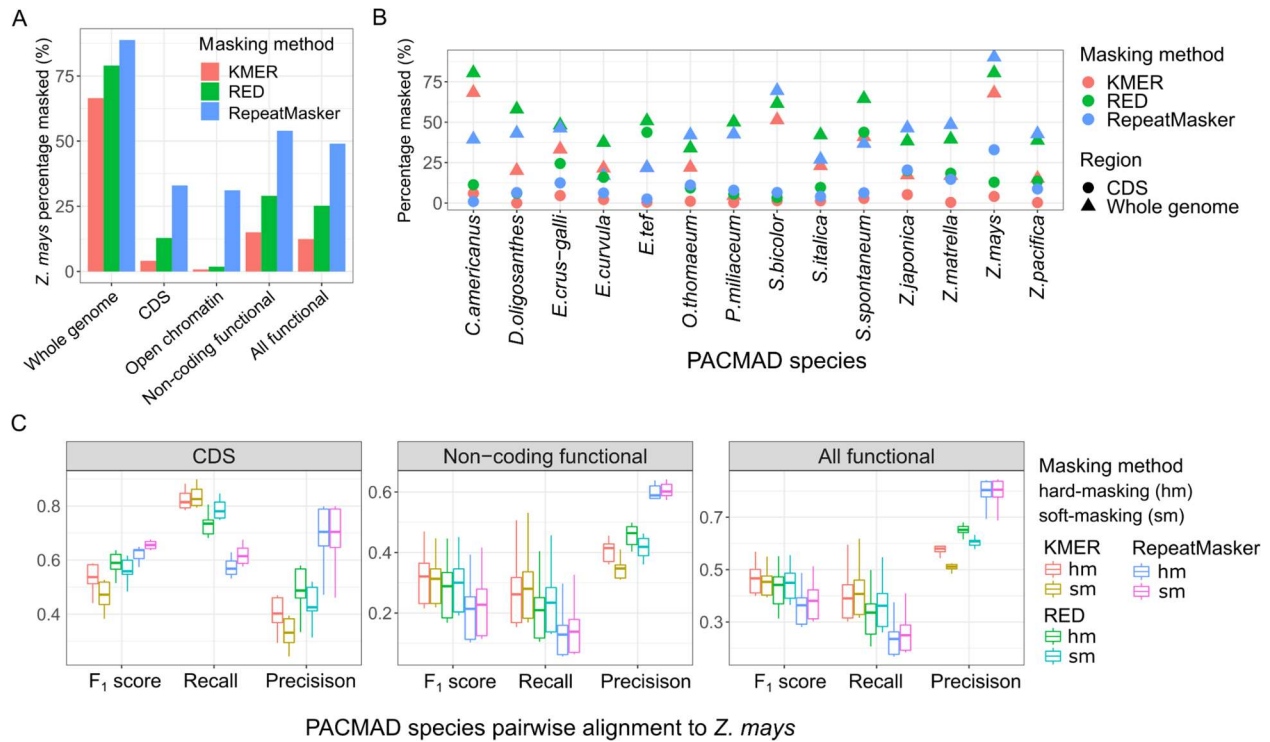 A
Z. mays percentage masked (%)
75
50
25
0
Masking method
KMER
RED
RepeatMasker
Whole genome
CDS
Open chromatin
Non-coding functional
All functional
B
Percentage masked (%)
75
50
25
0
C.americanus
D.oligosanthes
E.crus−galli
E.curvula
E.tef
O.thomaeum
P.miliaceum
S.bicolor
S.italica
S.spontaneum
Z.japonica
Z.matrella
Z.mays
Z.pacifica
PACMAD species
Masking method
KMER
RED
RepeatMasker
Region
CDS
Whole genome
C
CDS
0.8
0.6
0.4
F1 score Recall Precisison
Non−coding functional
0.6
0.4
0.2
F1 score Recall Precisison
All functional
0.7
0.5
0.3
F1 score Recall Precisison
PACMAD species pairwise alignment to Z. mays
Masking method
hard-masking (hm)
soft-masking (sm)
KMER
hm
sm
RED
hm
sm
RepeatMasker
hm
sm